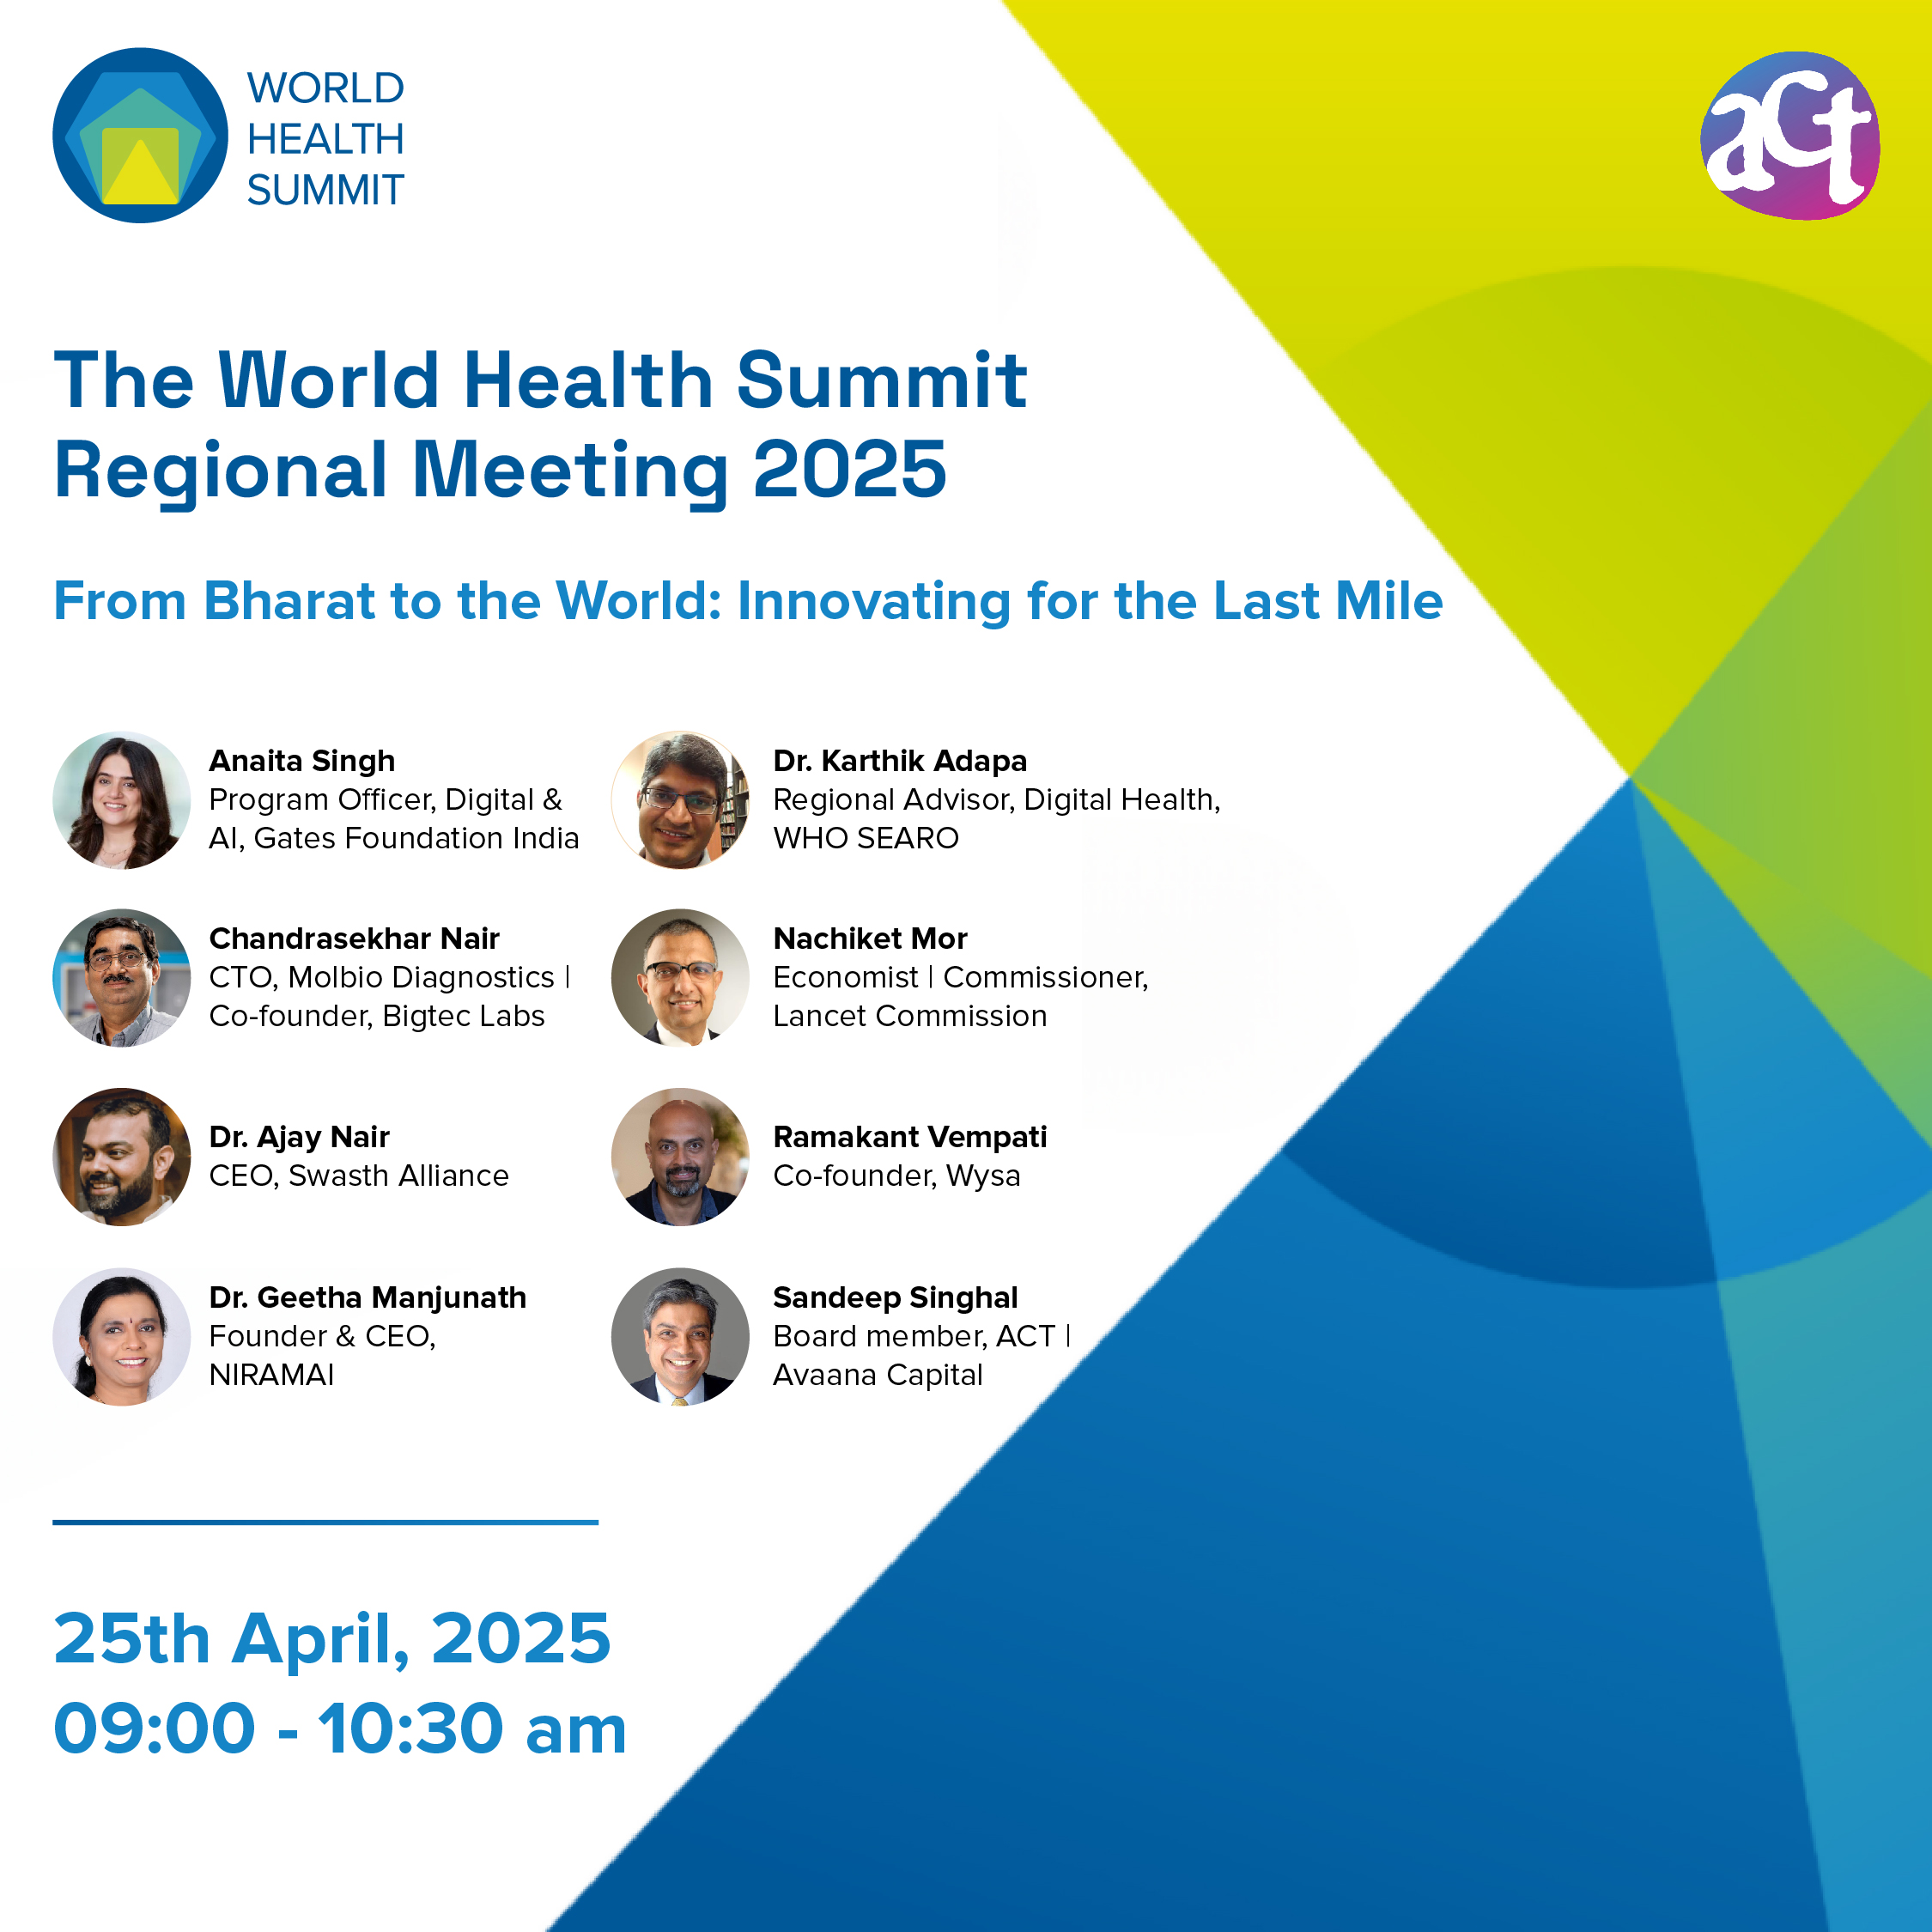 WORLD
HEALTH
SUMMIT
act
The World Health Summit
Regional Meeting 2025
From Bharat to the World: Innovating for the Last Mile
Anaita Singh
Program Officer, Digital &
AI, Gates Foundation India
Dr. Karthik Adapa
Regional Advisor, Digital Health,
WHO SEARO
Chandrasekhar Nair
CTO, Molbio Diagnostics |
Co-founder, Bigtec Labs
Nachiket Mor
Economist | Commissioner,
Lancet Commission
Dr. Ajay Nair
CEO, Swasth Alliance
Ramakant Vempati
Co-founder, Wysa
Dr. Geetha Manjunath
Founder & CEO,
NIRAMAI
Sandeep Singhal
Board member, ACT |
Avaana Capital
25th April, 2025
09:00 - 10:30 am